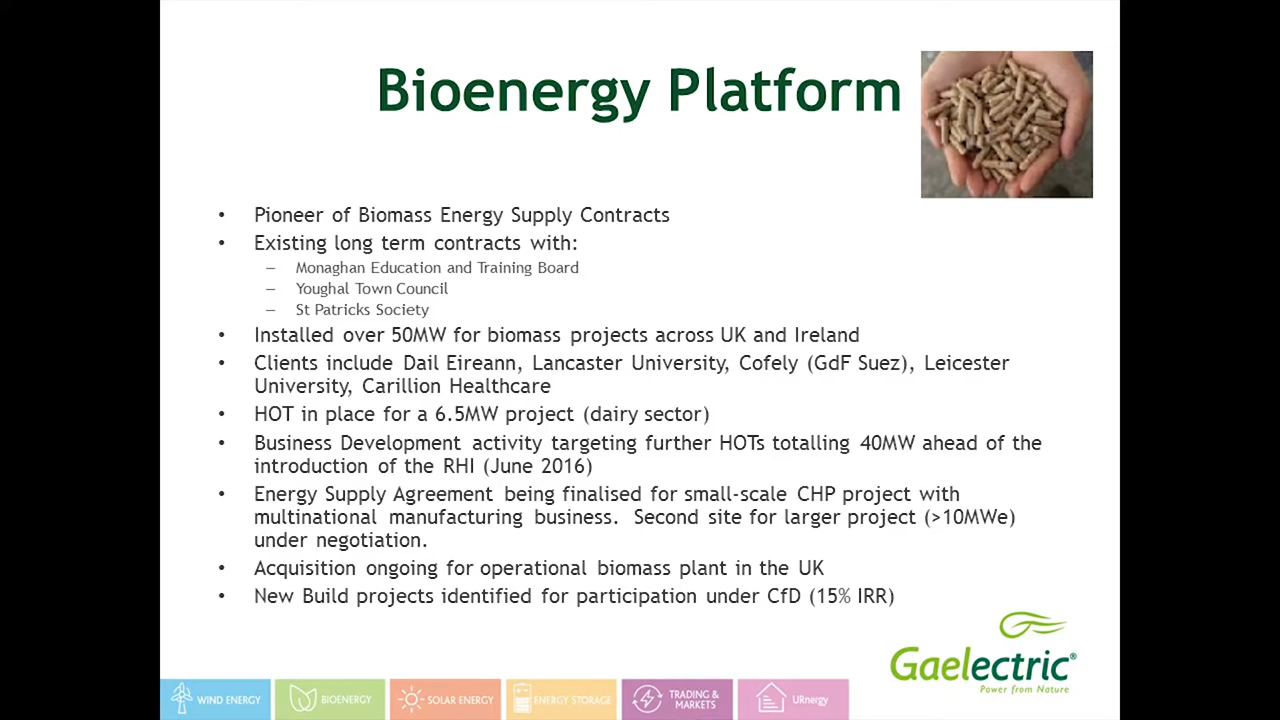 Bioenergy Platform
• Pioneer of Biomass Energy Supply Contracts
• Existing long term contracts with:
– Monaghan Education and Training Board
– Youghal Town Council
– St Patricks Society
• Installed over 50MW for biomass projects across UK and Ireland
• Clients include Dail Eireann, Lancaster University, Cofely (GdF Suez), Leicester
University, Carillion Healthcare
• HOT in place for a 6.5MW project (dairy sector)
• Business Development activity targeting further HOTs totalling 40MW ahead of the
introduction of the RHI (June 2016)
• Energy Supply Agreement being finalised for small-scale CHP project with
multinational manufacturing business. Second site for larger project (>10MWe)
under negotiation.
• Acquisition ongoing for operational biomass plant in the UK
• New Build projects identified for participation under CfD (15% IRR)
Gaelectric®
Power from Nature
WIND ENERGY
BIOENERGY
SOLAR ENERGY
ENERGY STORAGE
TRADING &
MARKETS
URnergy